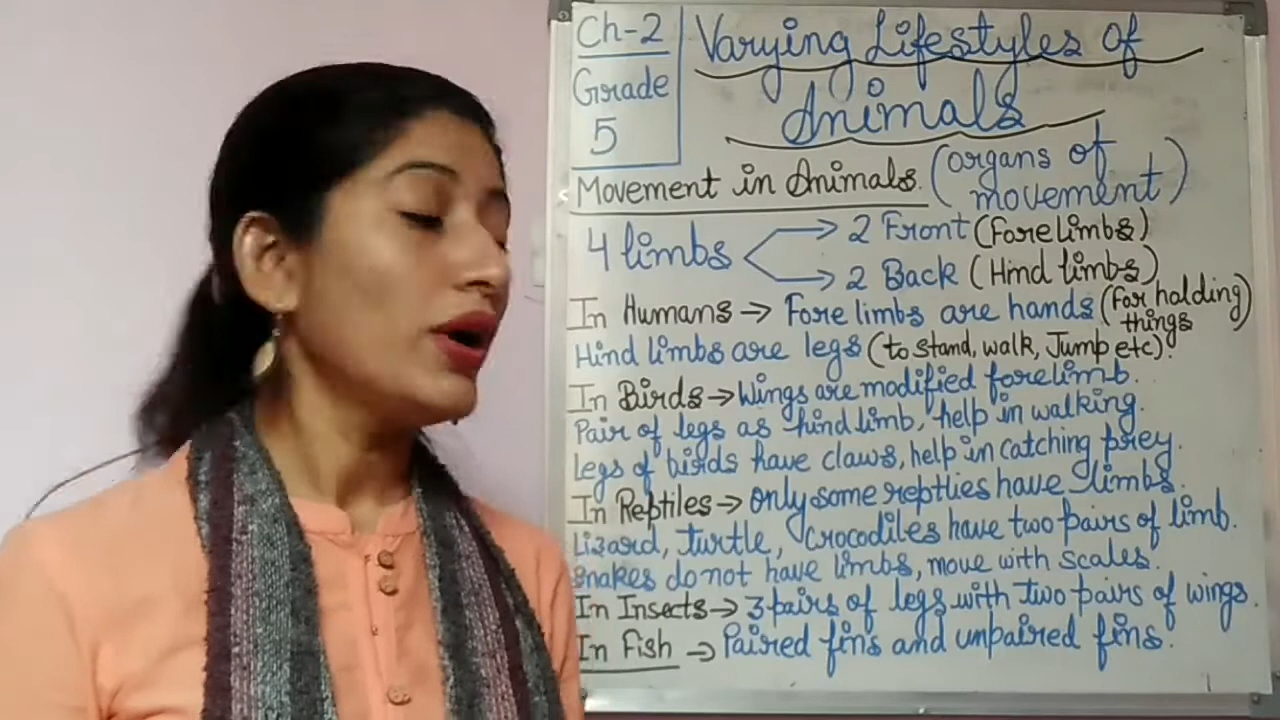 Ch-2
Grade
5
Varying Lifestyles of
Animals
Movement in Animals. (organs of
movement)
4 limbs → 2 Front (Forelimbs)
→ 2 Back (Hind limbs)
In Humans → Fore limbs are hands (for holding
things
Hind limbs are legs (to stand, walk, Jump etc).
In Birds → Wings are modified forelimb.
Pair of legs as hind limb, help in walking.
Legs of birds have claws, help in catching prey.
In Reptiles → only some reptlies have limbs.
Lizard, turtle, Crocodiles have two pairs of limb.
Snakes do not have limbs, move with scales.
In Insects → 3 pairs of legs with two pairs of wings.
In Fish → Paired fins and unpaired fins.